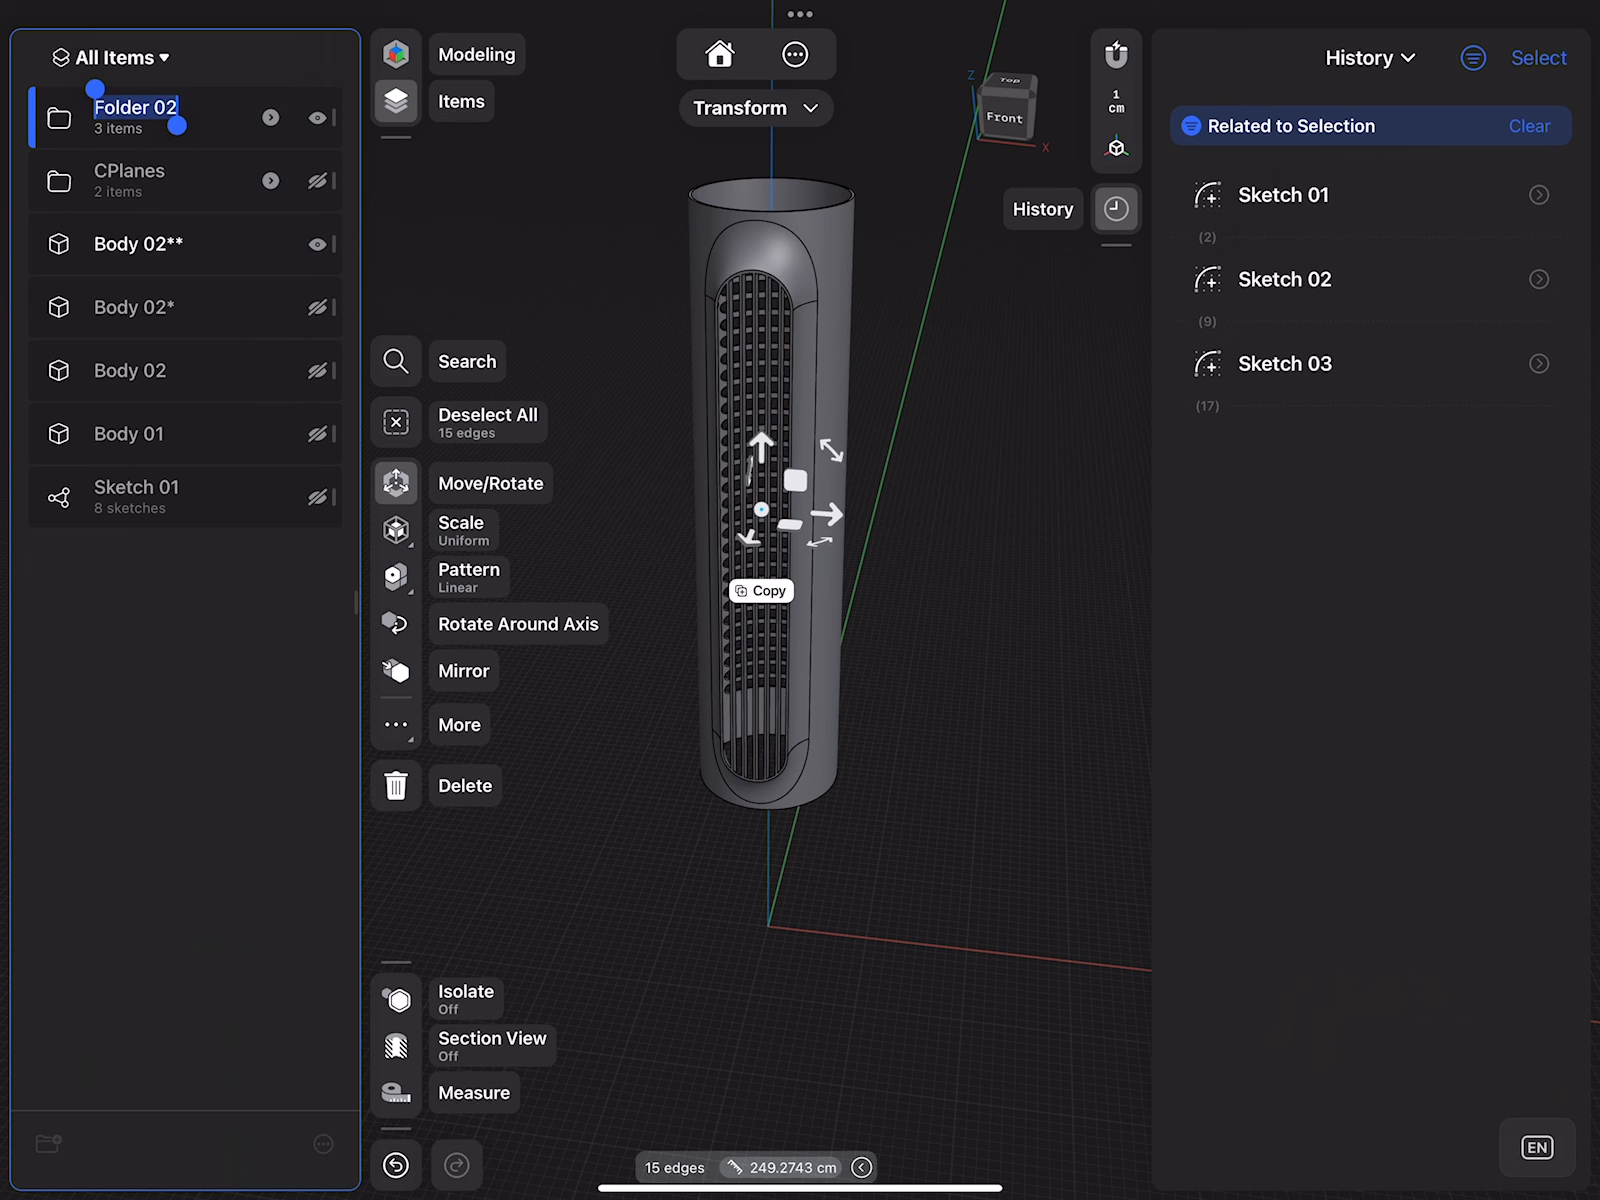 All Items
Folder 02
3 items
CPlanes
2 items
Body 02**
Body 02*
Body 02
Body 01
Sketch 01
8 sketches
Modeling
Items
Search
Deselect All
15 edges
Move/Rotate
Scale
Uniform
Pattern
Linear
Rotate Around Axis
Mirror
More
Delete
Isolate
Off
Section View
Off
Measure
Transform
Copy
15 edges 249.2743 cm
Z
TOP
Front
X
1
cm
History
History Select
Related to Selection Clear
Sketch 01
(2)
Sketch 02
(9)
Sketch 03
(17)
EN